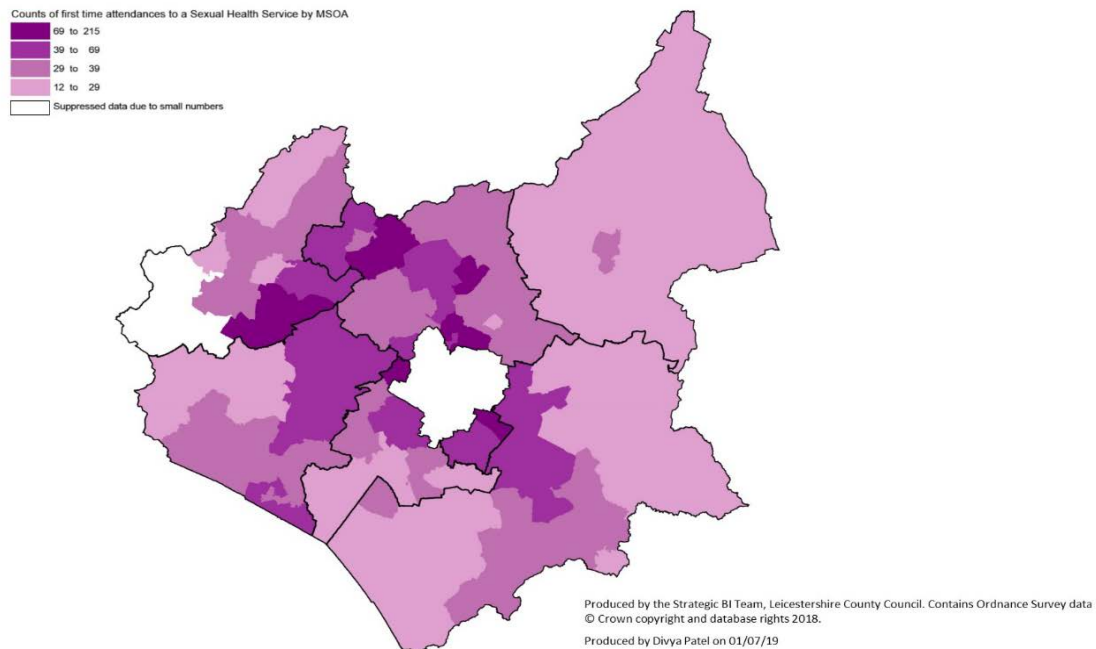 Counts of first time attendances to a Sexual Health Service by MSOA
69 to 215
39 to 69
29 to 39
12 to 29
Suppressed data due to small numbers
Produced by the Strategic BI Team, Leicestershire County Council. Contains Ordnance Survey data
© Crown copyright and database rights 2018.
Produced by Divya Patel on 01/07/19